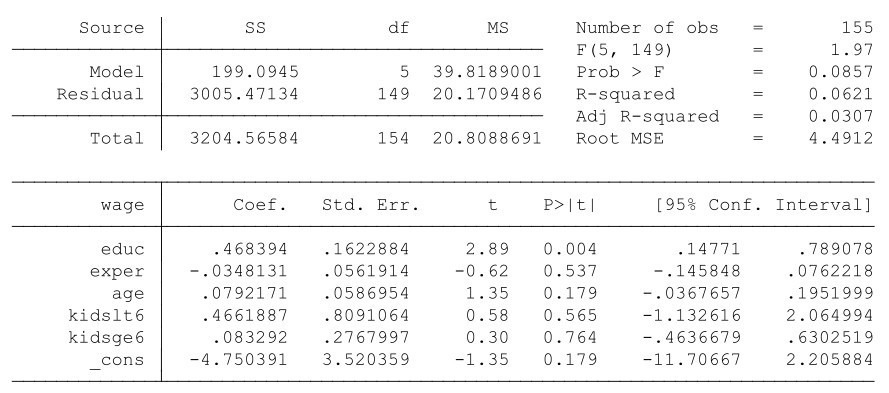 Source SS df MS Number of obs = 155
F(5, 149) = 1.97
Model 199.0945 5 39.8189001 Prob > F = 0.0857
Residual 3005.47134 149 20.1709486 R-squared = 0.0621
Adj R-squared = 0.0307
Total 3204.56584 154 20.8088691 Root MSE = 4.4912
wage Coef. Std. Err. t P>|t| [95% Conf. Interval]
educ .468394 .1622884 2.89 0.004 .14771 .789078
exper -.0348131 .0561914 -0.62 0.537 -.145848 .0762218
age .0792171 .0586954 1.35 0.179 -.0367657 .1951999
kidslt6 .4661887 .8091064 0.58 0.565 -1.132616 2.064994
kidsge6 .083292 .2767997 0.30 0.764 -.4636679 .6302519
_cons -4.750391 3.520359 -1.35 0.179 -11.70667 2.205884